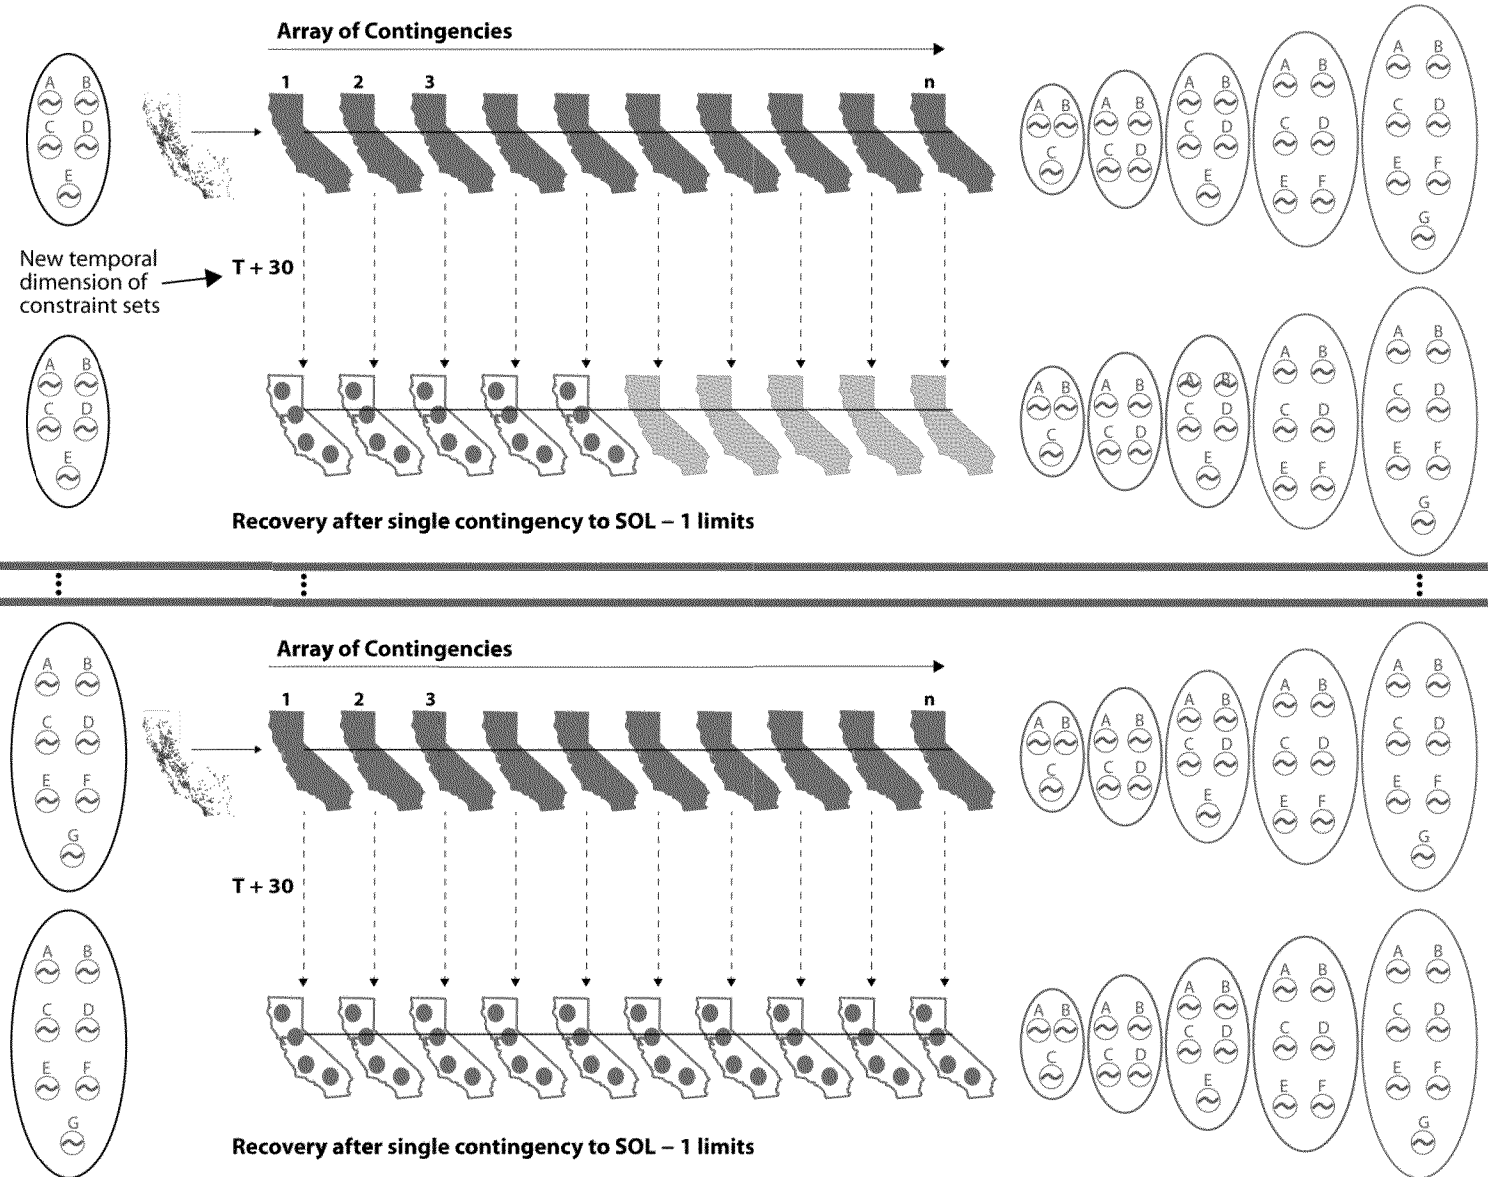 Array of Contingencies
1 2 3 n
A B
C D
E
A B
C
A B
C D
A B
C D
E
A B
C D
E F
A B
C D
E F
G
New temporal
dimension of
constraint sets
T + 30
A B
C D
E
A B
C
A B
C D
A B
C D
E
A B
C D
E F
A B
C D
E F
G
Recovery after single contingency to SOL – 1 limits
Array of Contingencies
1 2 3 n
A B
C D
E F
G
A B
C
A B
C D
A B
C D
E
A B
C D
E F
A B
C D
E F
G
T + 30
A B
C D
E F
G
A B
C
A B
C D
A B
C D
E
A B
C D
E F
A B
C D
E F
G
Recovery after single contingency to SOL – 1 limits